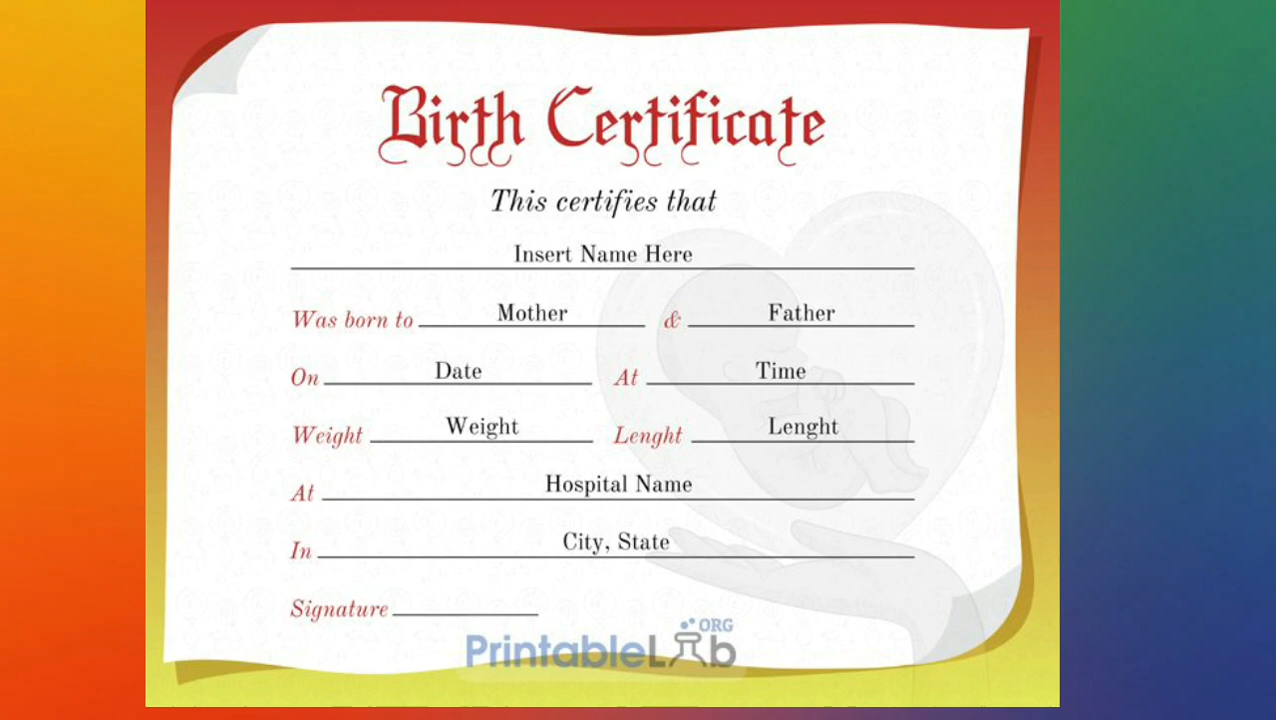 Birth Certificate
This certifies that
Insert Name Here
Was born to Mother & Father
On Date At Time
Weight Weight Lenght Lenght
At Hospital Name
In City, State
Signature
PrintableLab.ORG